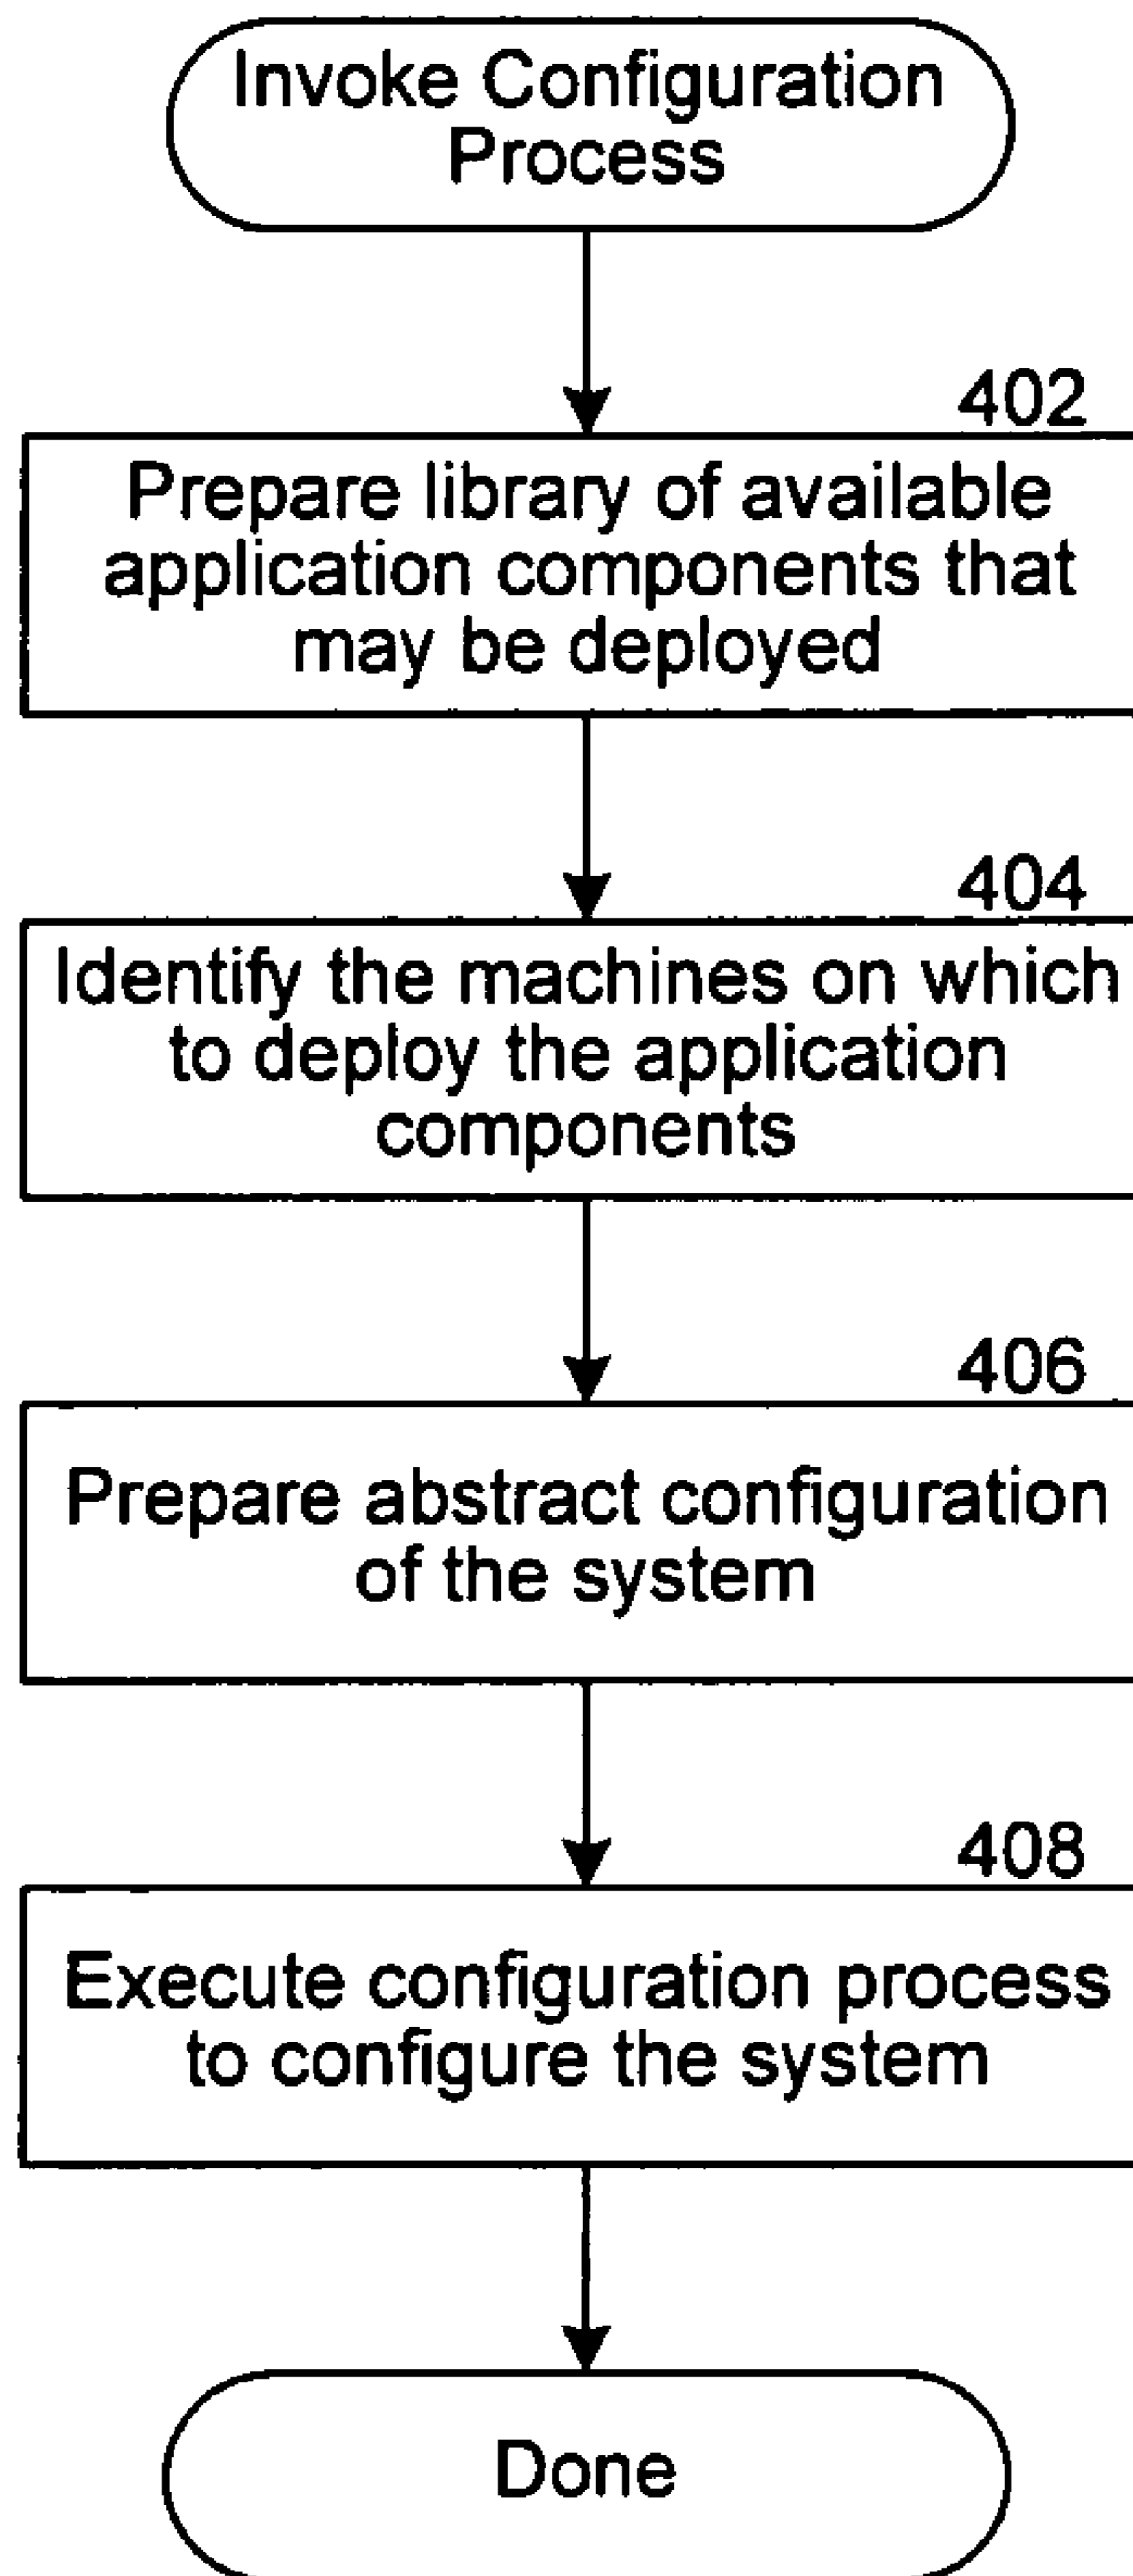 Invoke Configuration
Process
402
Prepare library of available
application components that
may be deployed
404
Identify the machines on which
to deploy the application
components
406
Prepare abstract configuration
of the system
408
Execute configuration process
to configure the system
Done